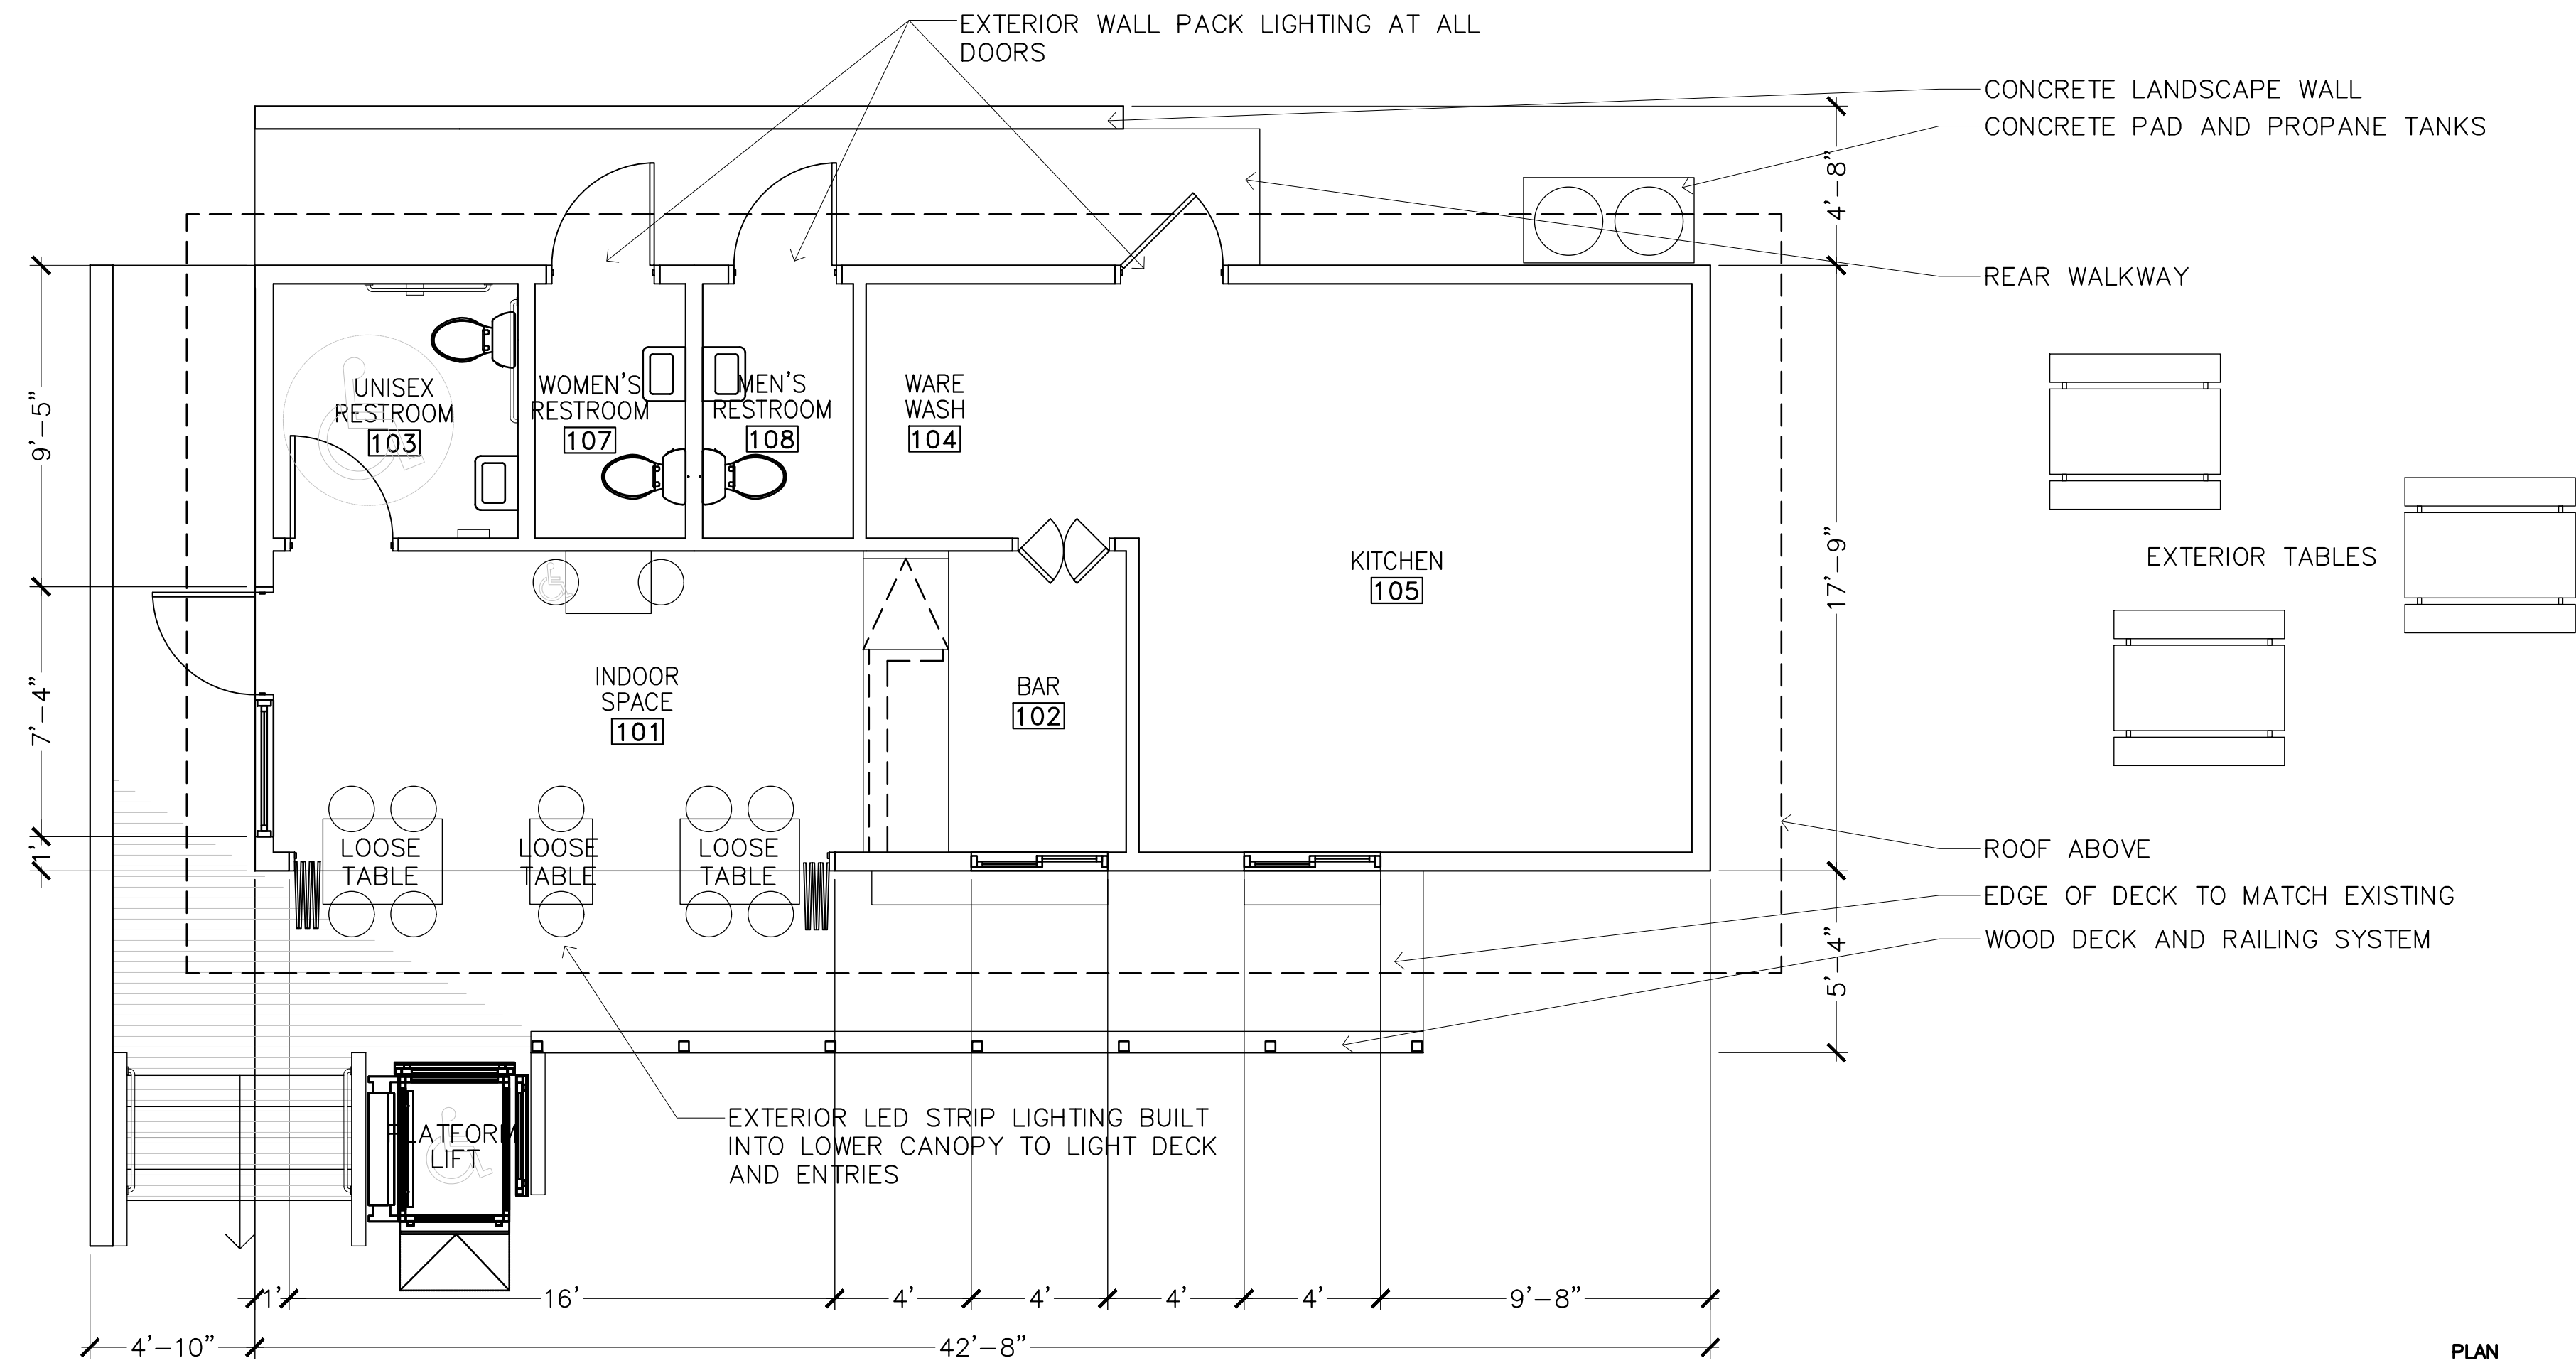 EXTERIOR WALL PACK LIGHTING AT ALL
DOORS
CONCRETE LANDSCAPE WALL
CONCRETE PAD AND PROPANE TANKS
4'-8"
REAR WALKWAY
UNISEX
RESTROOM
103
WOMEN'S
RESTROOM
107
MEN'S
RESTROOM
108
WARE
WASH
104
9'-5"
KITCHEN
105
17'-9"
EXTERIOR TABLES
INDOOR
SPACE
101
BAR
102
7'-4"
1'
LOOSE
TABLE
LOOSE
TABLE
LOOSE
TABLE
ROOF ABOVE
EDGE OF DECK TO MATCH EXISTING
WOOD DECK AND RAILING SYSTEM
5'-4"
PLATFORM
LIFT
EXTERIOR LED STRIP LIGHTING BUILT
INTO LOWER CANOPY TO LIGHT DECK
AND ENTRIES
1'
16'
4'
4'
4'
4'
9'-8"
4'-10"
42'-8"
PLAN